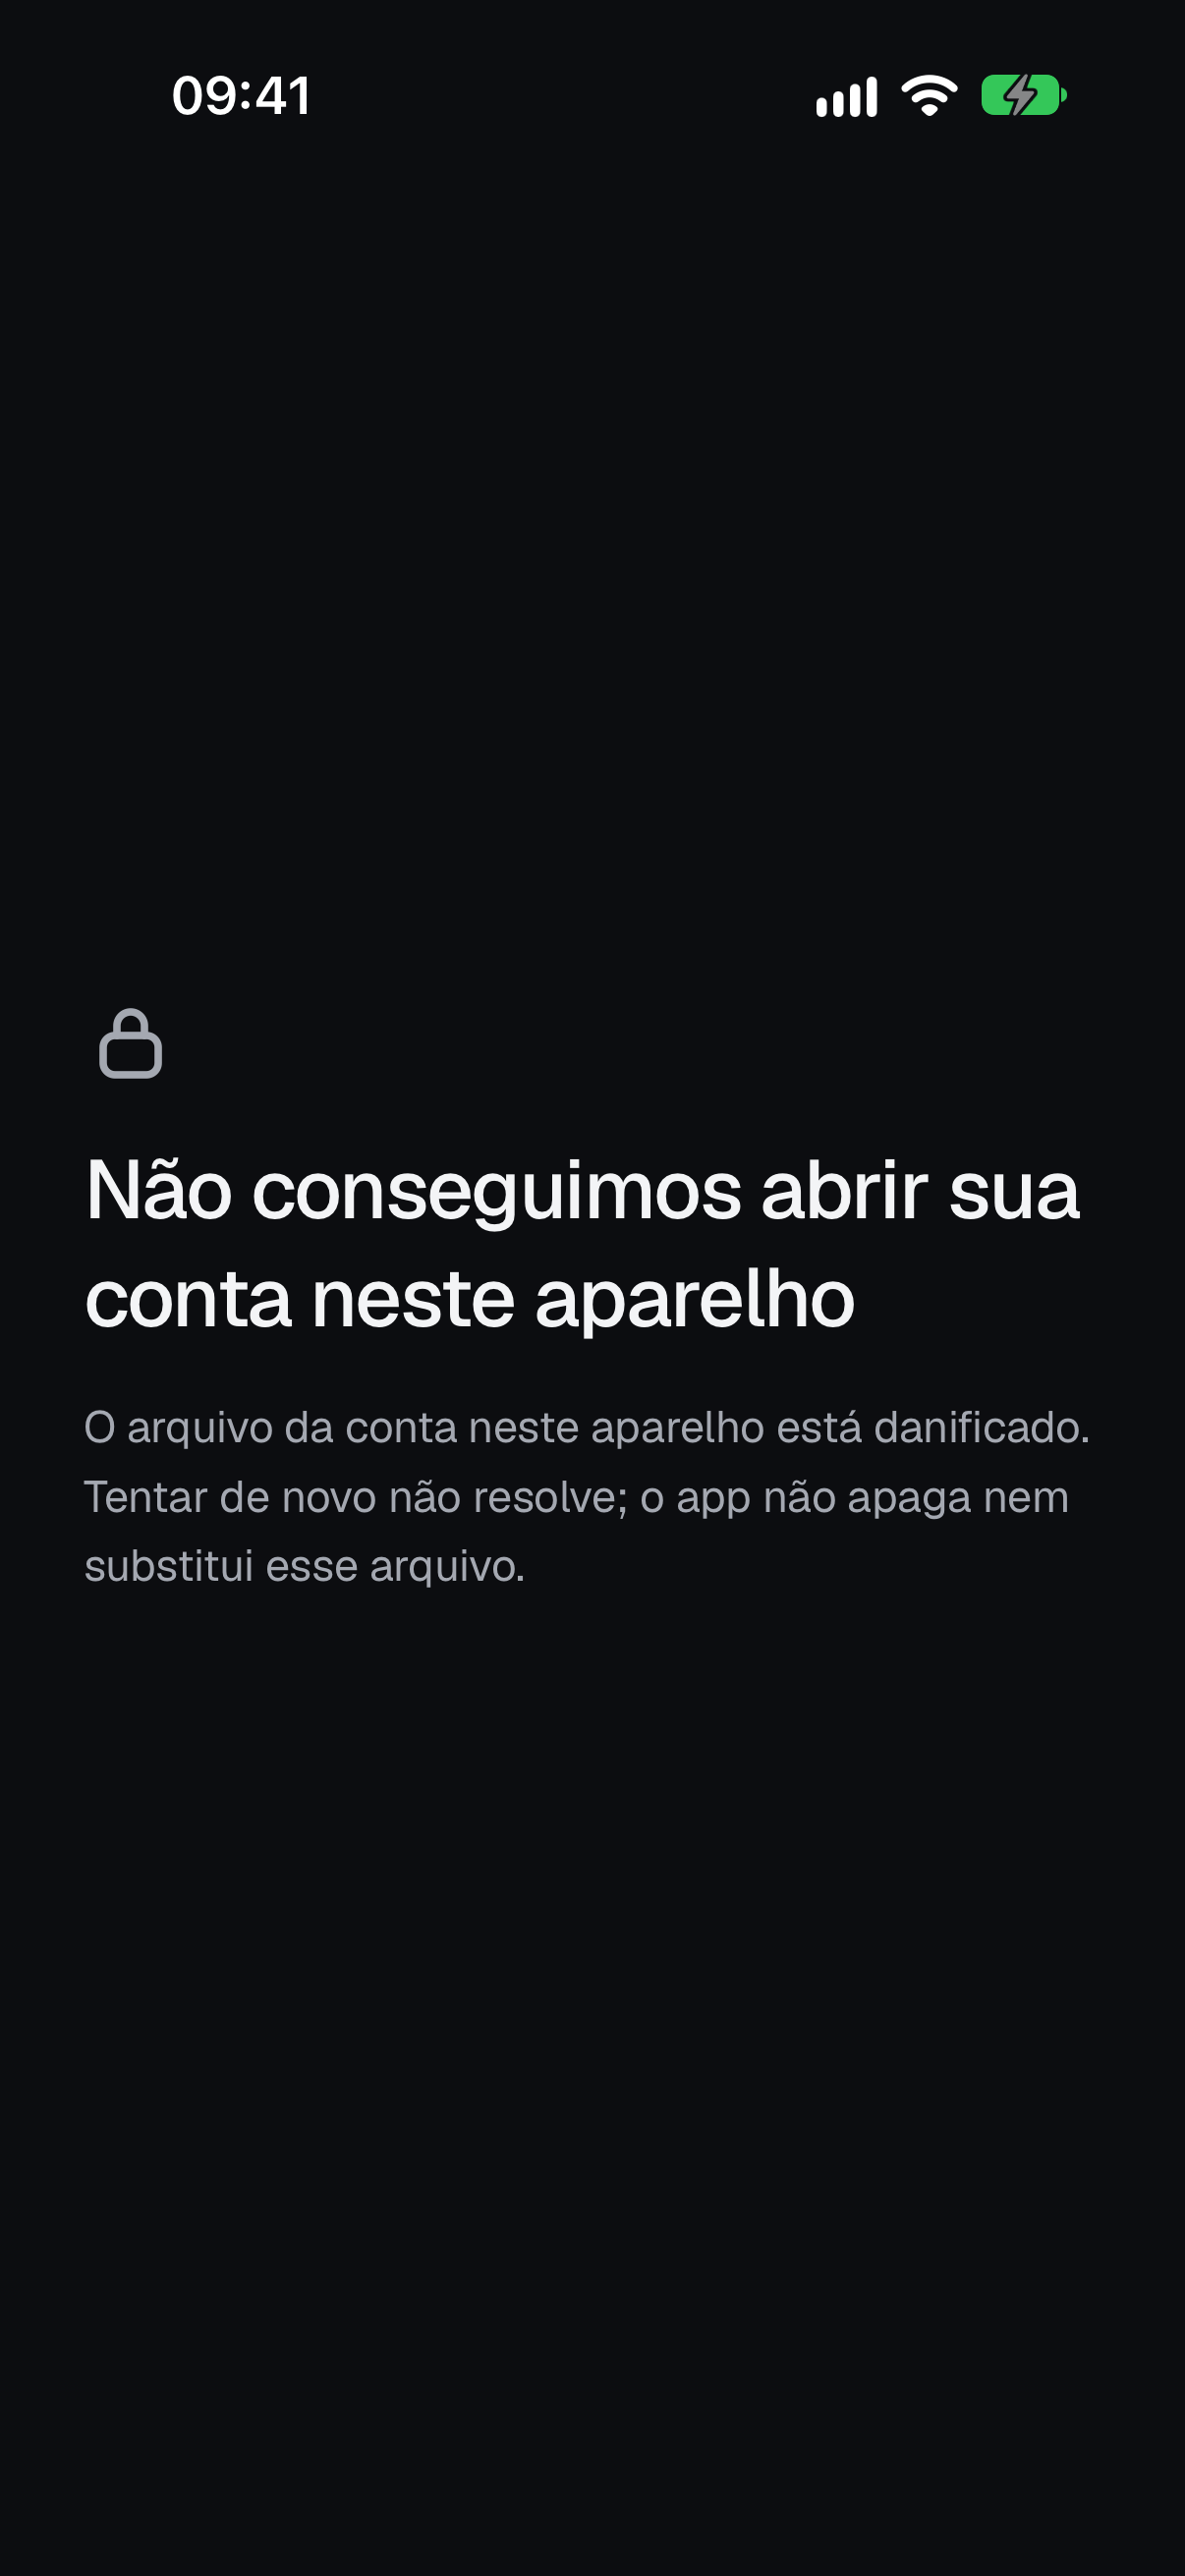 09:41
Não conseguimos abrir sua
conta neste aparelho
O arquivo da conta neste aparelho está danificado.
Tentar de novo não resolve; o app não apaga nem
substitui esse arquivo.